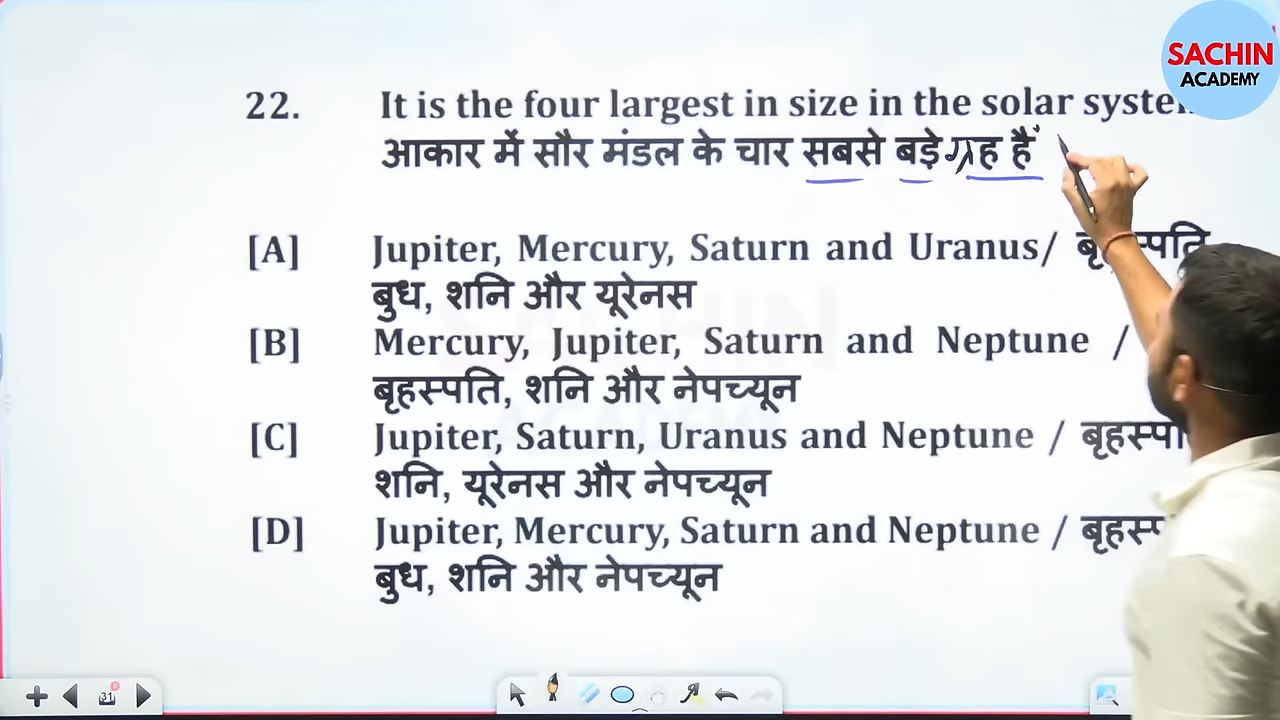 SACHIN
ACADEMY
22. It is the four largest in size in the solar
आकार में सौर मंडल के चार सबसे बड़े ग्रह हैं
[A] Jupiter, Mercury, Saturn and Uranus/
बुध, शनि और यूरेनस
[B] Mercury, Jupiter, Saturn and Neptune /
बृहस्पति, शनि और नेपच्यून
[C] Jupiter, Saturn, Uranus and Neptune /
शनि, यूरेनस और नेपच्यून
[D] Jupiter, Mercury, Saturn and Neptune /
बुध, शनि और नेपच्यून
31